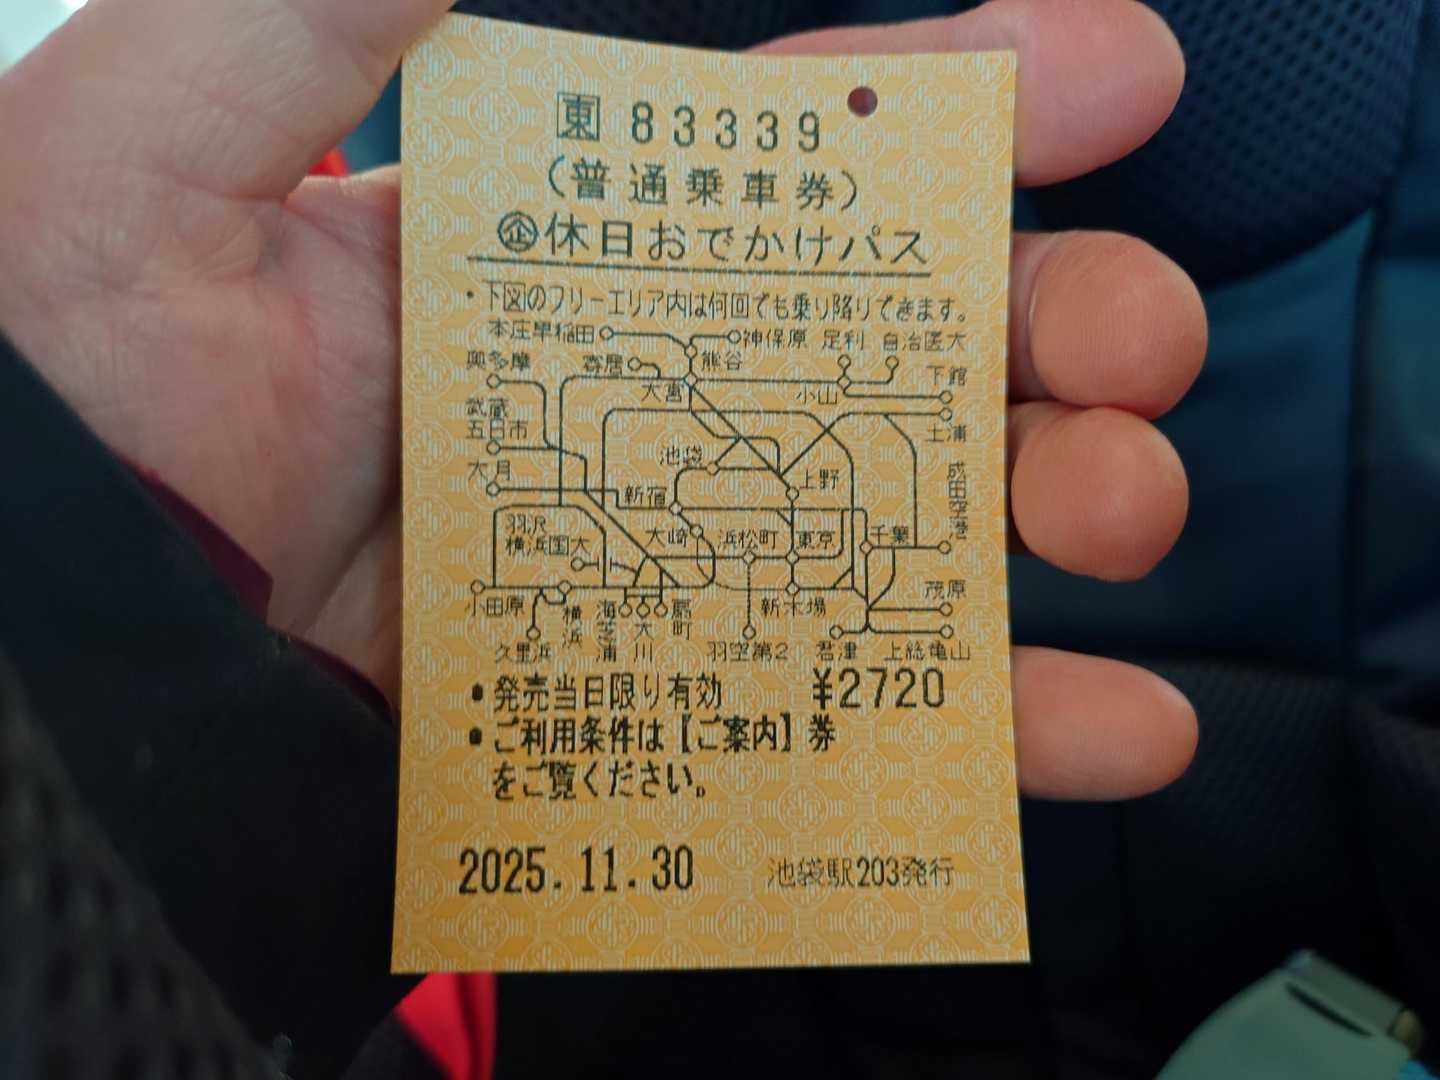 東 83339
(普通乗車券)
企休日おでかけパス
・下図のフリーエリア内は何回でも乗り降りできます。
本庄早稲田 神保原 足利 自治医大
奥多摩 寄居 熊谷
大宮 小山 下館
武蔵五日市
土浦
大月 池袋 上野
新宿 成田空港
羽沢横浜国大 大崎 浜松町 東京 千葉
小田原 横浜 新木場 茂原
久里浜 海芝浦 大川 扇町 羽空第2 君津 上総亀山
•発売当日限り有効 ¥2720
•ご利用条件は【ご案内】券
をご覧ください。
2025.11.30 池袋駅203発行